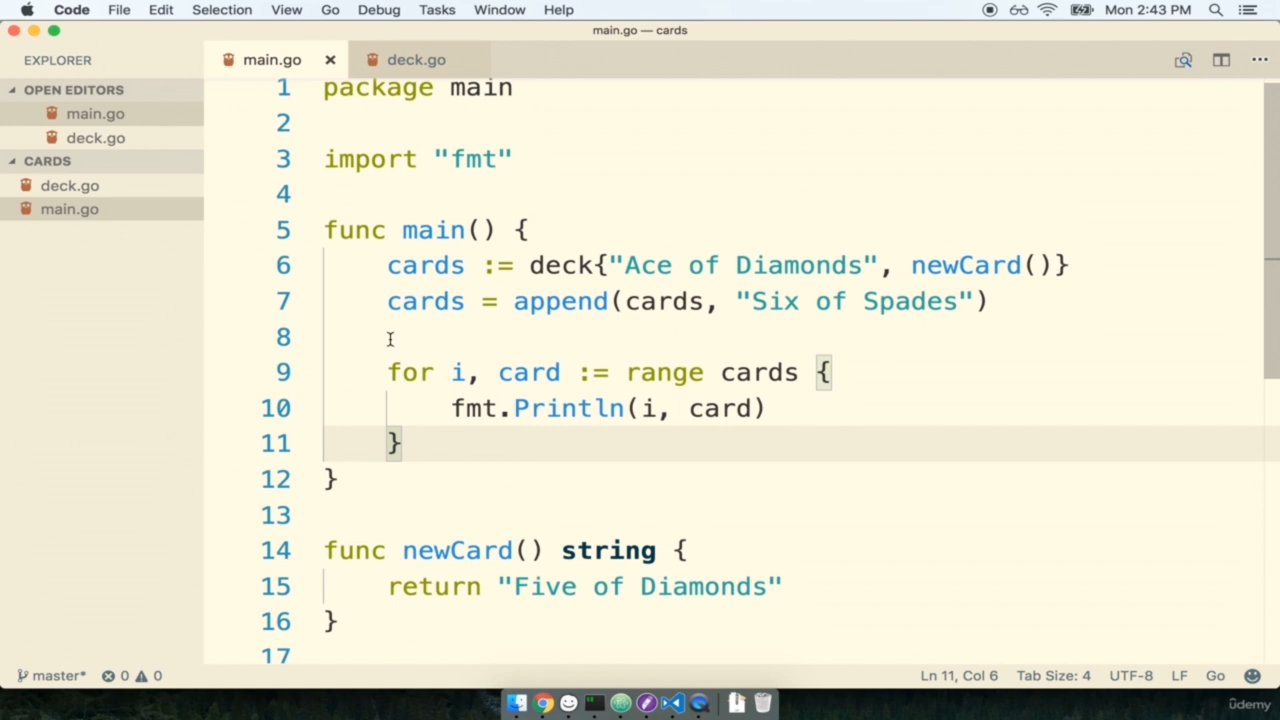 Code File Edit Selection View Go Debug Tasks Window Help Mon 2:43 PM
main.go — cards
EXPLORER
main.go
deck.go
OPEN EDITORS
main.go
deck.go
CARDS
deck.go
main.go
1 package main
2
3 import "fmt"
4
5 func main() {
6 cards := deck{"Ace of Diamonds", newCard()}
7 cards = append(cards, "Six of Spades")
8
9 for i, card := range cards {
10 fmt.Println(i, card)
11 }
12 }
13
14 func newCard() string {
15 return "Five of Diamonds"
16 }
17
master* 0 0 Ln 11, Col 6 Tab Size: 4 UTF-8 LF Go
ûdemy